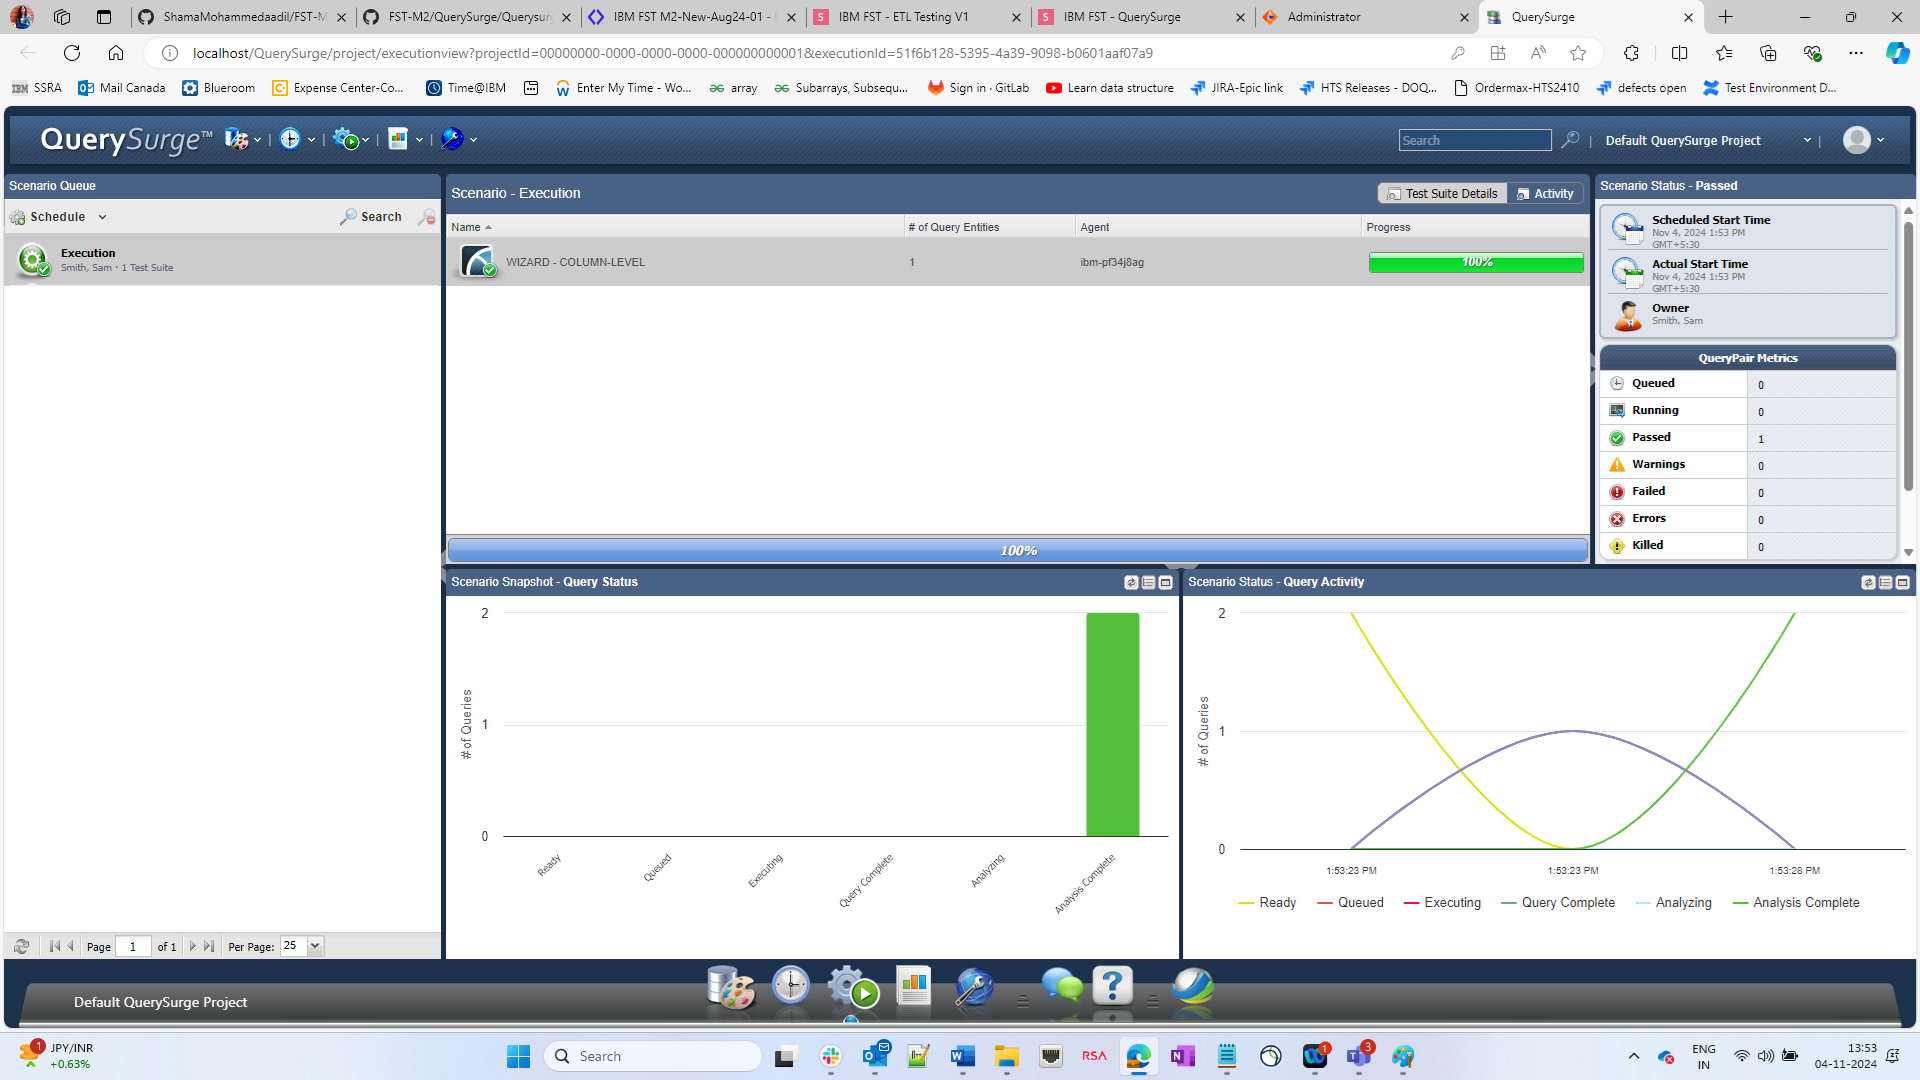 ShamaMohammedaadil/FST-M
FST-M2/QuerySurge/Querysur
IBM FST M2-New-Aug24-01 -
IBM FST - ETL Testing V1
IBM FST - QuerySurge
Administrator
QuerySurge
localhost/QuerySurge/project/executionview?projectId=00000000-0000-0000-0000-000000000001&executionId=51f6b128-5395-4a39-9098-b0601aaf07a9
IBM SSRA
Mail Canada
Blueroom
Expense Center-Co...
Time@IBM
Enter My Time - Wo...
array
Subarrays, Subsequ...
Sign in · GitLab
Learn data structure
JIRA-Epic link
HTS Releases - DOQ...
Ordermax-HTS2410
defects open
Test Environment D...
QuerySurge™
Search
Default QuerySurge Project
Scenario Queue
Schedule
Search
Execution
Smith, Sam · 1 Test Suite
Page 1 of 1
Per Page: 25
Scenario - Execution
Test Suite Details
Activity
Name
# of Query Entities
Agent
Progress
WIZARD - COLUMN-LEVEL
1
ibm-pf34j8ag
100%
100%
Scenario Status - Passed
Scheduled Start Time
Nov 4, 2024 1:53 PM
GMT+5:30
Actual Start Time
Nov 4, 2024 1:53 PM
GMT+5:30
Owner
Smith, Sam
QueryPair Metrics
Queued 0
Running 0
Passed 1
Warnings 0
Failed 0
Errors 0
Killed 0
Scenario Snapshot - Query Status
2
1
0
# of Queries
Ready
Queued
Executing
Query Complete
Analyzing
Analysis Complete
Scenario Status - Query Activity
2
1
0
# of Queries
1:53:23 PM
1:53:23 PM
1:53:28 PM
Ready
Queued
Executing
Query Complete
Analyzing
Analysis Complete
Default QuerySurge Project
1
JPY/INR
+0.63%
Search
RSA
1
3
ENG
IN
13:53
04-11-2024